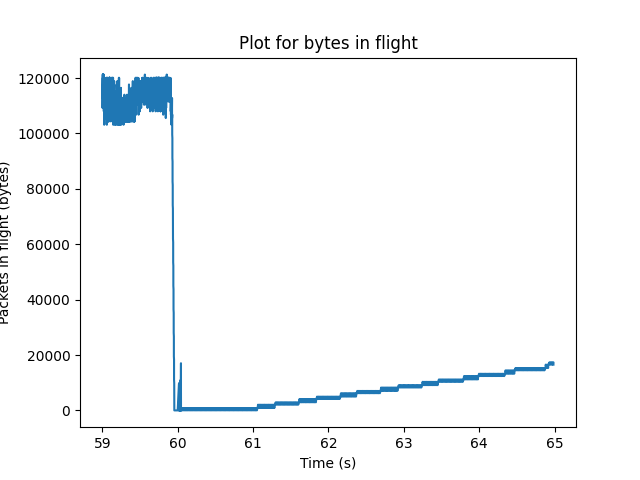 Plot for bytes in flight
120000
100000
80000
60000
40000
20000
0
Packets in flight (bytes)
59 60 61 62 63 64 65
Time (s)